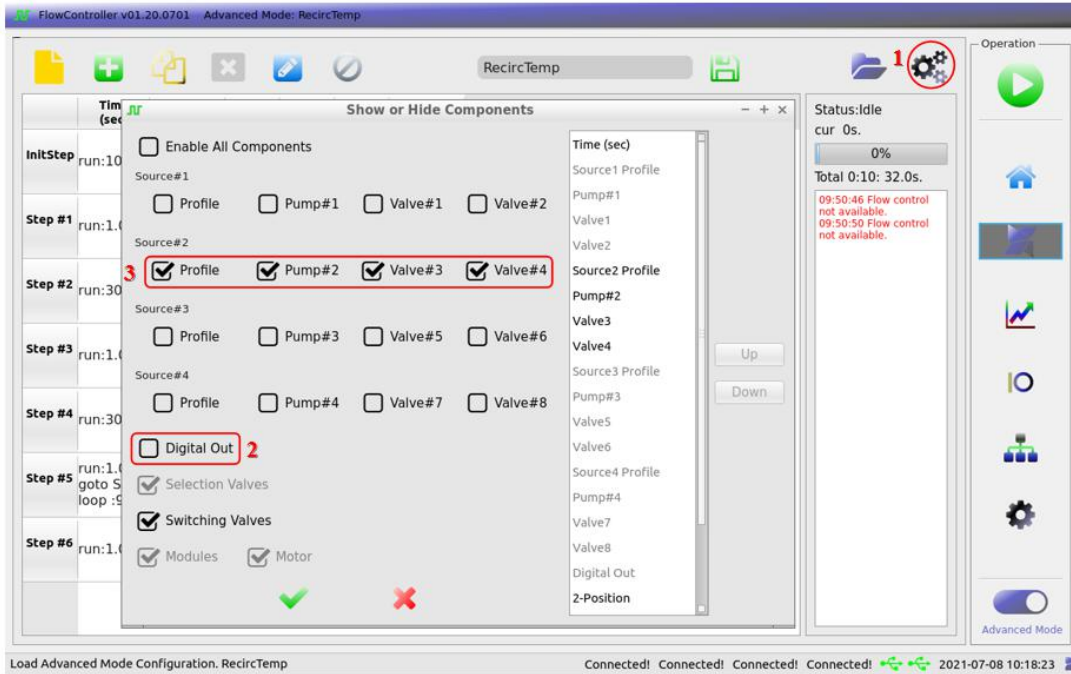 FlowController v01.20.0701 Advanced Mode: RecircTemp
Operation
RecircTemp
1
Time
(sec
InitStep
run:10
Step #1
run:1.0
Step #2
run:30
Step #3
run:1.0
Step #4
run:30
Step #5
run:1.0
goto S
loop :9
Step #6
run:1.0
Show or Hide Components
- + x
Enable All Components
Source#1
Profile Pump#1 Valve#1 Valve#2
Source#2
3
Profile Pump#2 Valve#3 Valve#4
Source#3
Profile Pump#3 Valve#5 Valve#6
Source#4
Profile Pump#4 Valve#7 Valve#8
Digital Out 2
Selection Valves
Switching Valves
Modules Motor
Time (sec)
Source1 Profile
Pump#1
Valve1
Valve2
Source2 Profile
Pump#2
Valve3
Valve4
Source3 Profile
Pump#3
Valve5
Valve6
Source4 Profile
Pump#4
Valve7
Valve8
Digital Out
2-Position
Up
Down
Status:Idle
cur 0s.
0%
Total 0:10: 32.0s.
09:50:46 Flow control
not available.
09:50:50 Flow control
not available.
Advanced Mode
Load Advanced Mode Configuration. RecircTemp
Connected! Connected! Connected! Connected! 2021-07-08 10:18:23